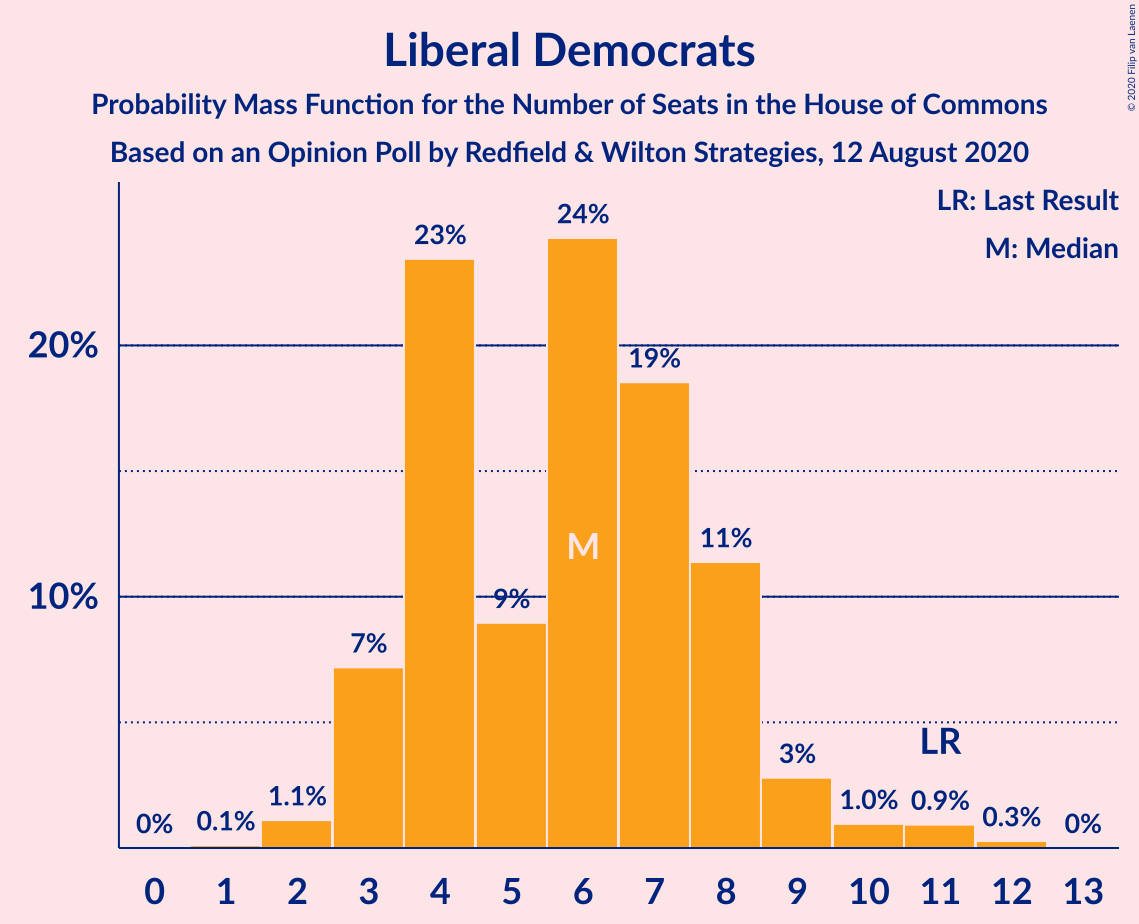 Liberal Democrats
Probability Mass Function for the Number of Seats in the House of Commons
Based on an Opinion Poll by Redfield & Wilton Strategies, 12 August 2020
© 2020 Filip van Laenen
LR: Last Result
M: Median
20%
10%
0%
0.1%
1.1%
7%
23%
9%
24%
M
19%
11%
3%
1.0%
LR
0.9%
0.3%
0%
0 1 2 3 4 5 6 7 8 9 10 11 12 13